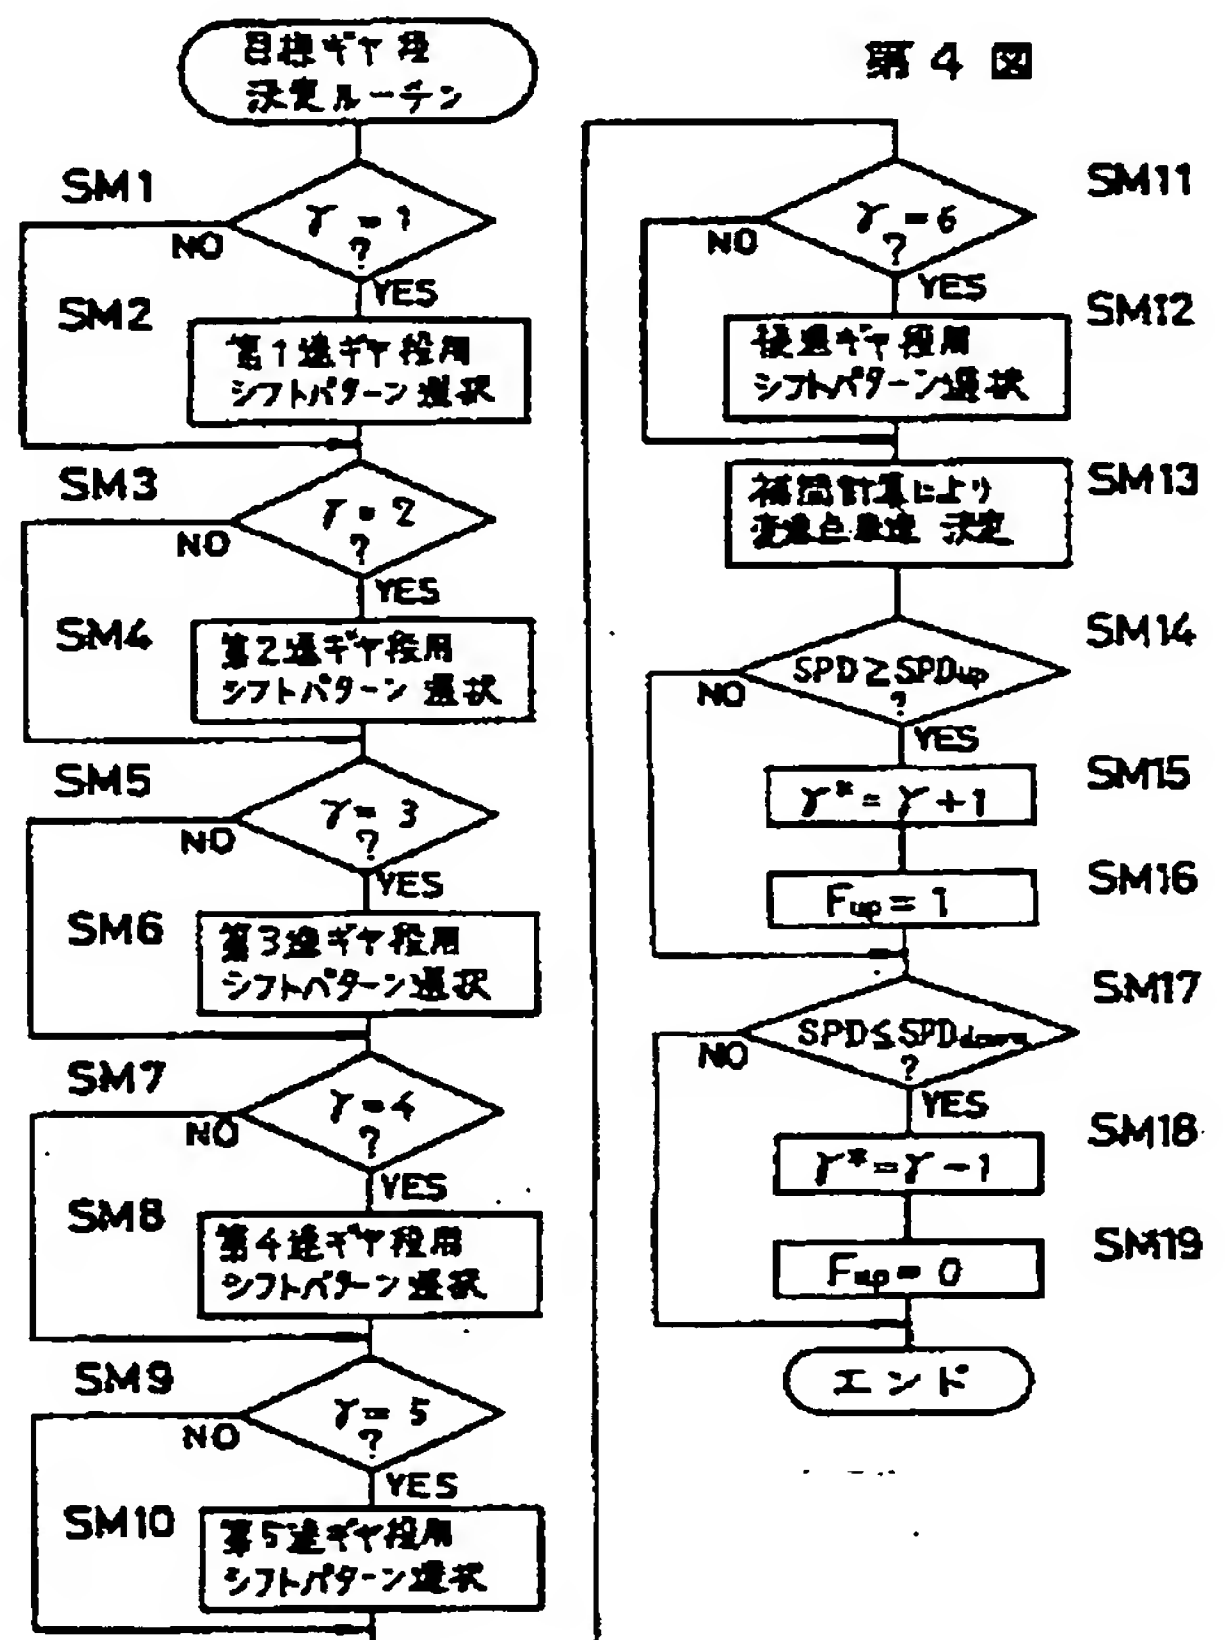 第4図
目標ギヤ段
決定ルーチン
SM1
γ=1
?
NO
YES
SM2
第1速ギヤ段用
シフトパターン選択
SM3
γ=2
?
NO
YES
SM4
第2速ギヤ段用
シフトパターン選択
SM5
γ=3
?
NO
YES
SM6
第3速ギヤ段用
シフトパターン選択
SM7
γ=4
?
NO
YES
SM8
第4速ギヤ段用
シフトパターン選択
SM9
γ=5
?
NO
YES
SM10
第5速ギヤ段用
シフトパターン選択
SM11
γ=6
?
NO
YES
SM12
後退ギヤ段用
シフトパターン選択
SM13
補間計算により
変速点車速 決定
SM14
SPD≧SPDup
?
NO
YES
SM15
γ*=γ+1
SM16
Fup=1
SM17
SPD≦SPDdown
?
NO
YES
SM18
γ*=γ-1
SM19
Fup=0
エンド